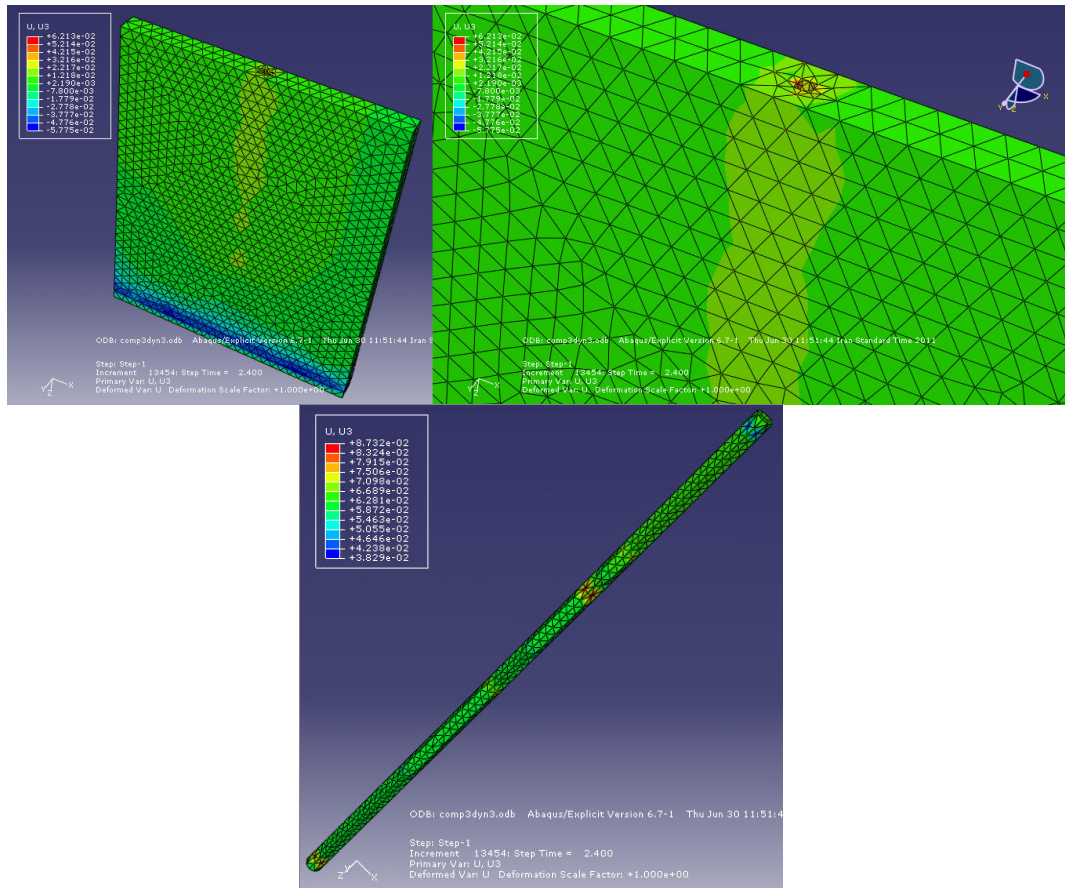 U, U3
+6.213e-02
+5.214e-02
+4.215e-02
+3.216e-02
+2.217e-02
+1.218e-02
+2.190e-03
-7.800e-03
-1.779e-02
-2.778e-02
-3.777e-02
-4.776e-02
-5.775e-02
ODB: comp3dyn3.odb Abaqus/Explicit Version 6.7-1 Thu Jun 30 11:51:44 Iran S
Step: Step-1
Increment 13454: Step Time = 2.400
Primary Var: U, U3
Deformed Var: U Deformation Scale Factor: +1.000e+00
Y
Z
X
U, U3
+6.213e-02
+5.214e-02
+4.215e-02
+3.216e-02
+2.217e-02
+1.218e-02
+2.190e-03
-7.800e-03
-1.779e-02
-2.778e-02
-3.777e-02
-4.776e-02
-5.775e-02
Y
Z
X
ODB: comp3dyn3.odb Abaqus/Explicit Version 6.7-1 Thu Jun 30 11:51:44 Iran Standard Time 2011
Step: Step-1
Increment 13454: Step Time = 2.400
Primary Var: U, U3
Deformed Var: U Deformation Scale Factor: +1.000e+00
Y
Z
X
U, U3
+8.732e-02
+8.324e-02
+7.915e-02
+7.506e-02
+7.098e-02
+6.689e-02
+6.281e-02
+5.872e-02
+5.463e-02
+5.055e-02
+4.646e-02
+4.238e-02
+3.829e-02
ODB: comp3dyn3.odb Abaqus/Explicit Version 6.7-1 Thu Jun 30 11:51:4
Step: Step-1
Increment 13454: Step Time = 2.400
Primary Var: U, U3
Deformed Var: U Deformation Scale Factor: +1.000e+00
Y
Z
X